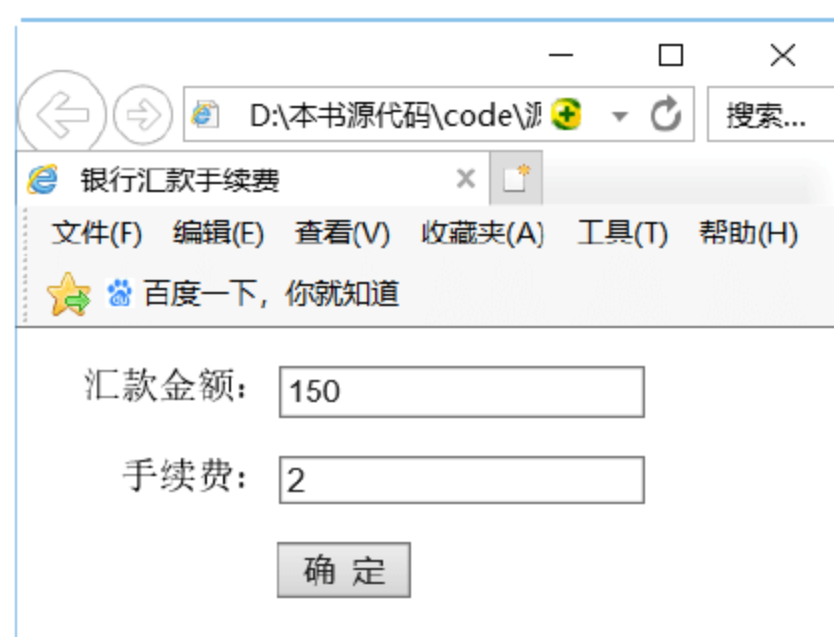 D:\本书源代码\code\源
搜索...
银行汇款手续费
文件(F) 编辑(E) 查看(V) 收藏夹(A) 工具(T) 帮助(H)
百度一下，你就知道
汇款金额：150
手续费：2
确 定